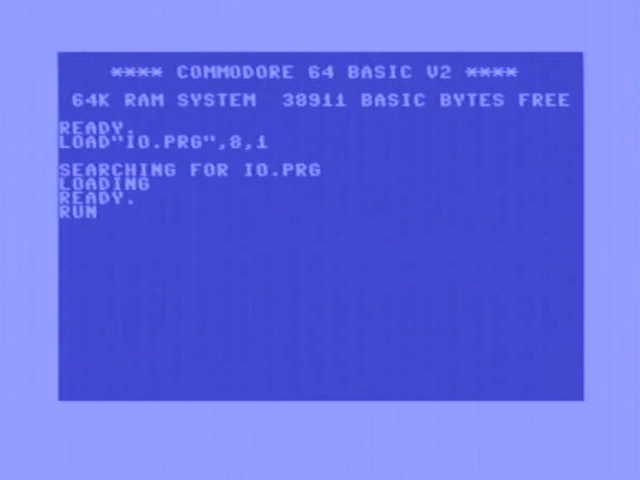 **** COMMODORE 64 BASIC V2 ****
64K RAM SYSTEM  38911 BASIC BYTES FREE
READY.
LOAD"IO.PRG",8,1
SEARCHING FOR IO.PRG
LOADING
READY.
RUN